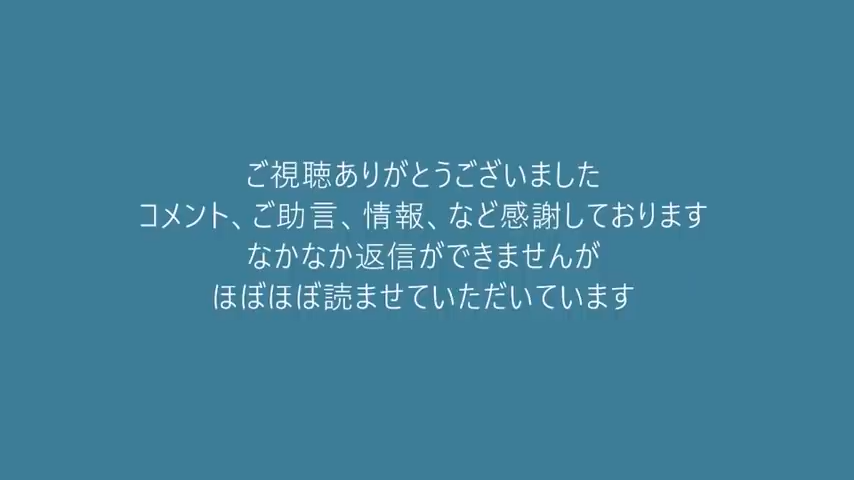 ご視聴ありがとうございました
コメント、ご助言、情報、など感謝しております
なかなか返信ができませんが
ほぼほぼ読ませていただいています